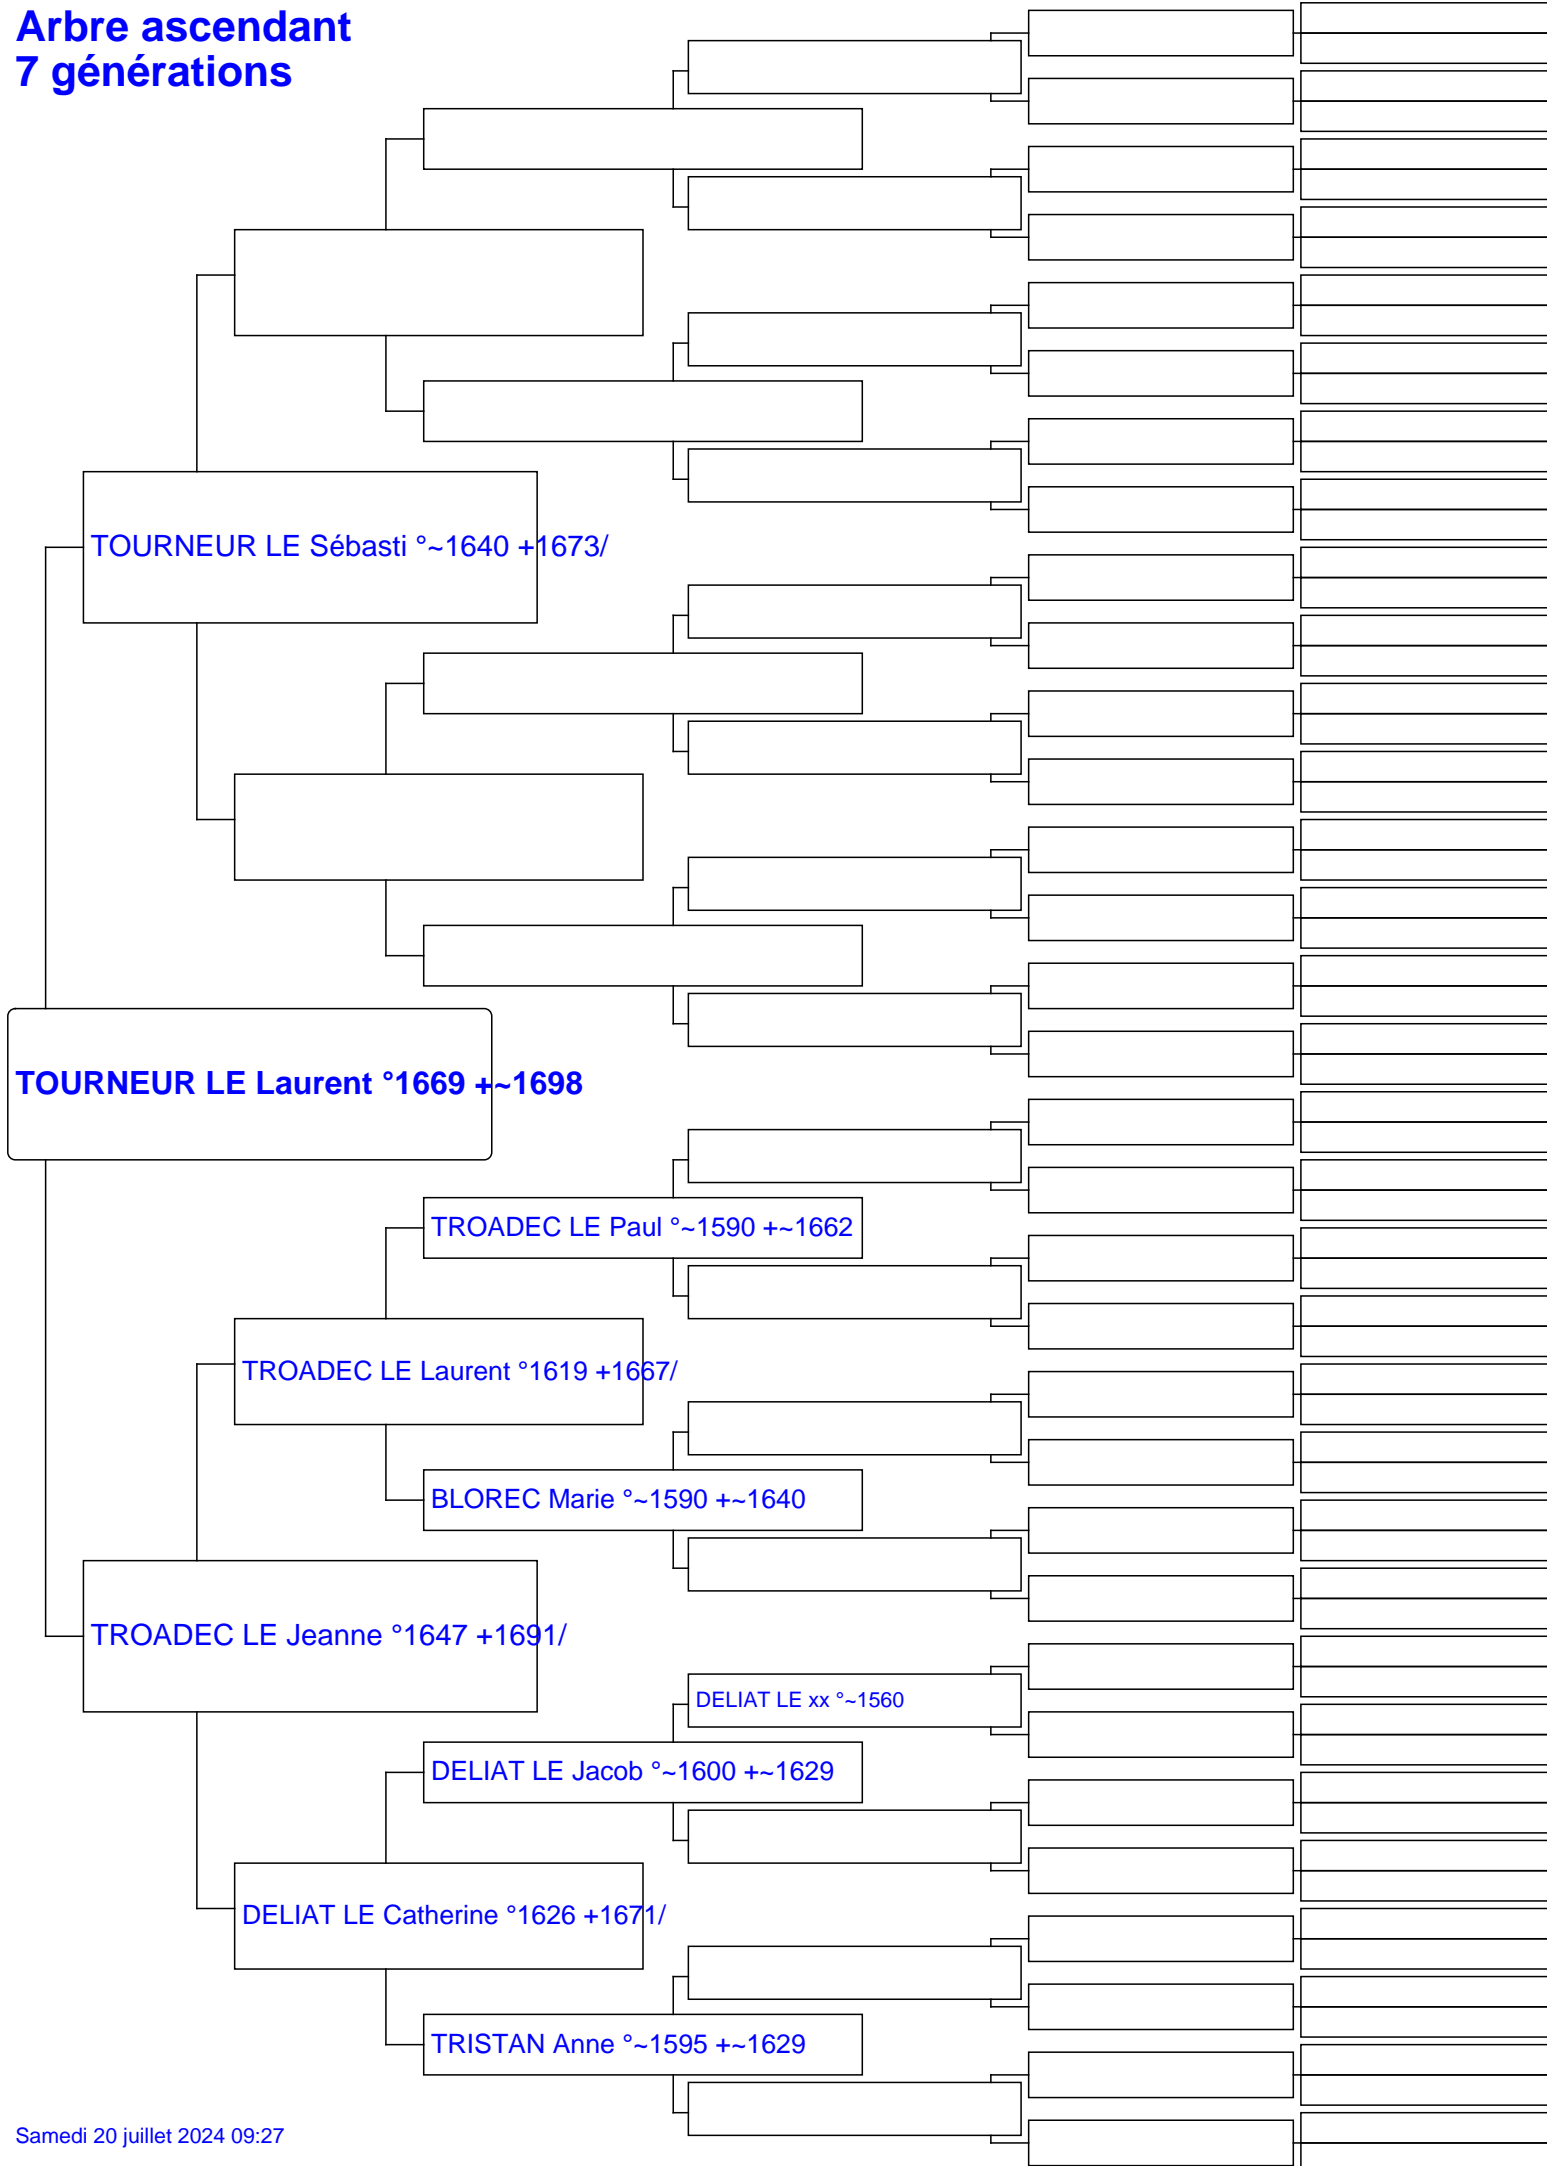 Arbre ascendant
7 générations
TOURNEUR LE Sébasti °~1640 +1673/
TOURNEUR LE Laurent °1669 +~1698
TROADEC LE Paul °~1590 +~1662
TROADEC LE Laurent °1619 +1667/
BLOREC Marie °~1590 +~1640
TROADEC LE Jeanne °1647 +1691/
DELIAT LE xx °~1560
DELIAT LE Jacob °~1600 +~1629
DELIAT LE Catherine °1626 +1671/
TRISTAN Anne °~1595 +~1629
Samedi 20 juillet 2024 09:27